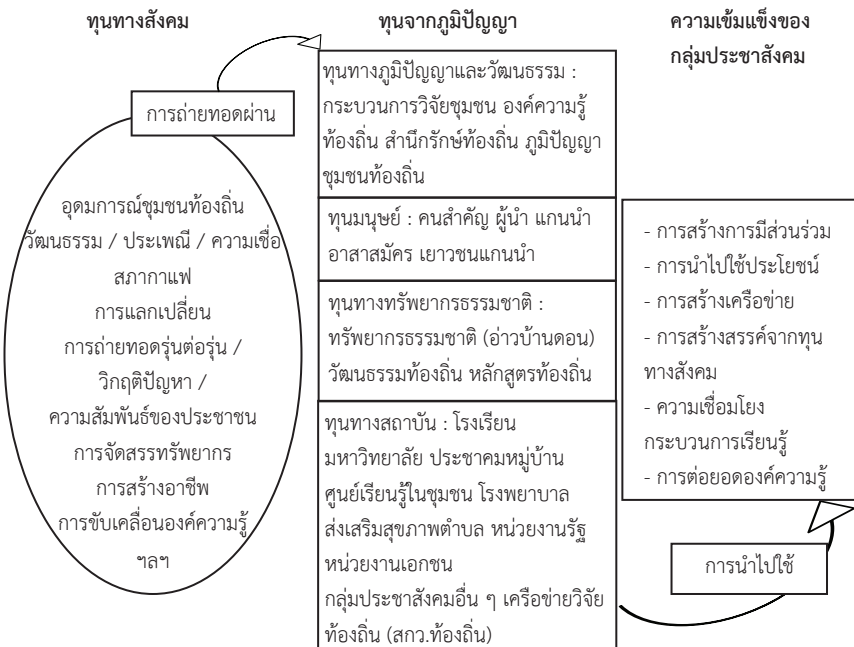 ทุนทางสังคม
ทุนจากภูมิปัญญา
ความเข้มแข็งของ
กลุ่มประชาสังคม
การถ่ายทอดผ่าน
อุดมการณ์ชุมชนท้องถิ่น
วัฒนธรรม / ประเพณี / ความเชื่อ
สภากาแฟ
การแลกเปลี่ยน
การถ่ายทอดรุ่นต่อรุ่น /
วิกฤติปัญหา /
ความสัมพันธ์ของประชาชน
การจัดสรรทรัพยากร
การสร้างอาชีพ
การขับเคลื่อนองค์ความรู้
ฯลฯ
ทุนทางภูมิปัญญาและวัฒนธรรม :
กระบวนการวิจัยชุมชน องค์ความรู้
ท้องถิ่น สำนึกรักษ์ท้องถิ่น ภูมิปัญญา
ชุมชนท้องถิ่น
ทุนมนุษย์ : คนสำคัญ ผู้นำ แกนนำ
อาสาสมัคร เยาวชนแกนนำ
ทุนทางทรัพยากรธรรมชาติ :
ทรัพยากรธรรมชาติ (อ่าวบ้านดอน)
วัฒนธรรมท้องถิ่น หลักสูตรท้องถิ่น
ทุนทางสถาบัน : โรงเรียน
มหาวิทยาลัย ประชาคมหมู่บ้าน
ศูนย์เรียนรู้ในชุมชน โรงพยาบาล
ส่งเสริมสุขภาพตำบล หน่วยงานรัฐ
หน่วยงานเอกชน
กลุ่มประชาสังคมอื่น ๆ เครือข่ายวิจัย
ท้องถิ่น (สกว.ท้องถิ่น)
- การสร้างการมีส่วนร่วม
- การนำไปใช้ประโยชน์
- การสร้างเครือข่าย
- การสร้างสรรค์จากทุน
ทางสังคม
- ความเชื่อมโยง
กระบวนการเรียนรู้
- การต่อยอดองค์ความรู้
การนำไปใช้